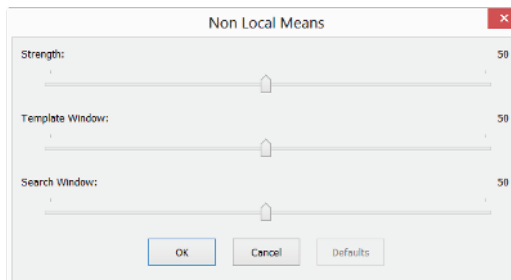 Non Local Means
Strength: 50
Template Window: 50
Search Window: 50
OK Cancel Defaults